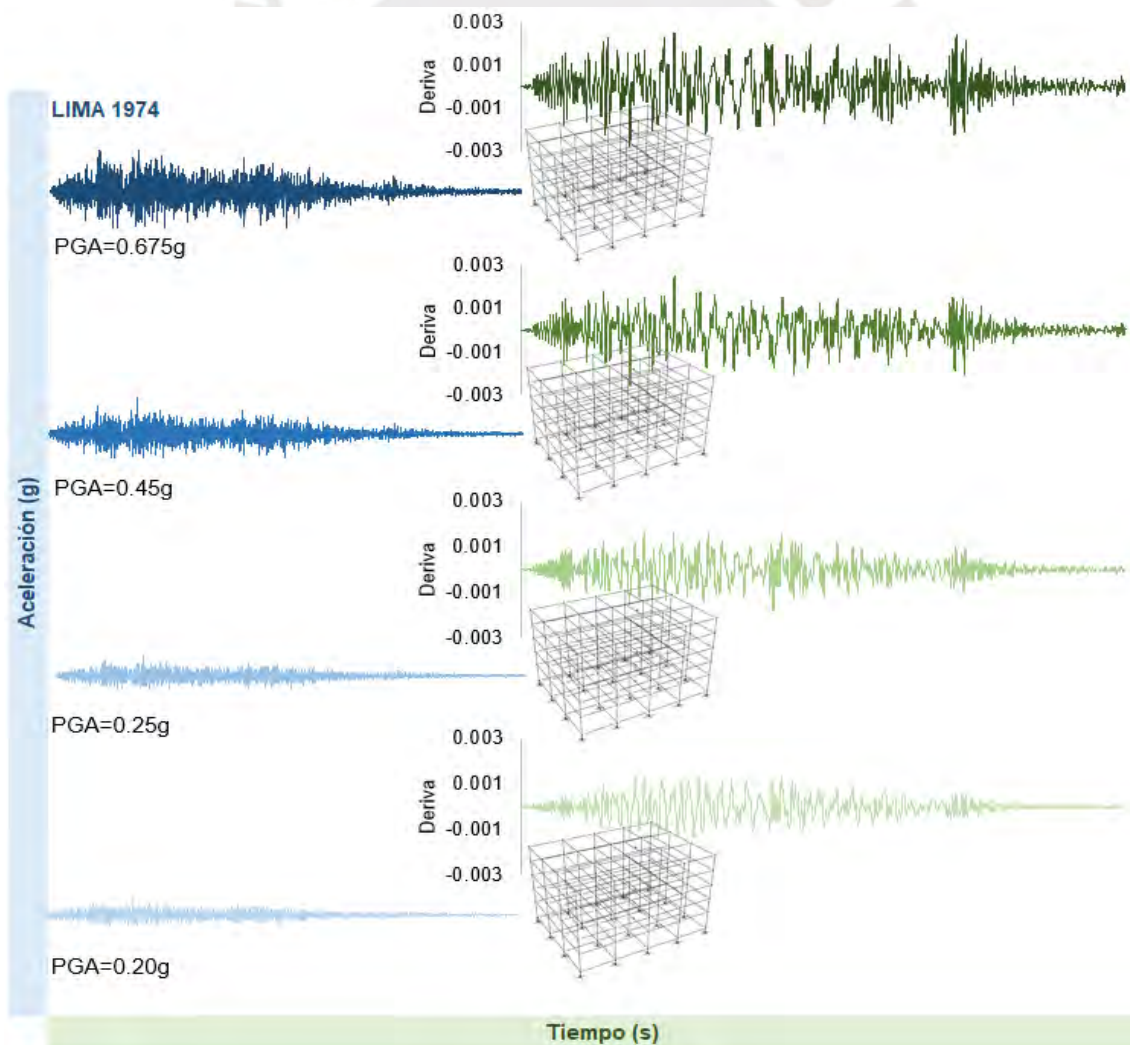 LIMA 1974
PGA=0.675g
0.003
0.001
-0.001
-0.003
Deriva
PGA=0.45g
0.003
0.001
-0.001
-0.003
Deriva
PGA=0.25g
0.003
0.001
-0.001
-0.003
Deriva
PGA=0.20g
0.003
0.001
-0.001
-0.003
Deriva
Aceleración (g)
Tiempo (s)